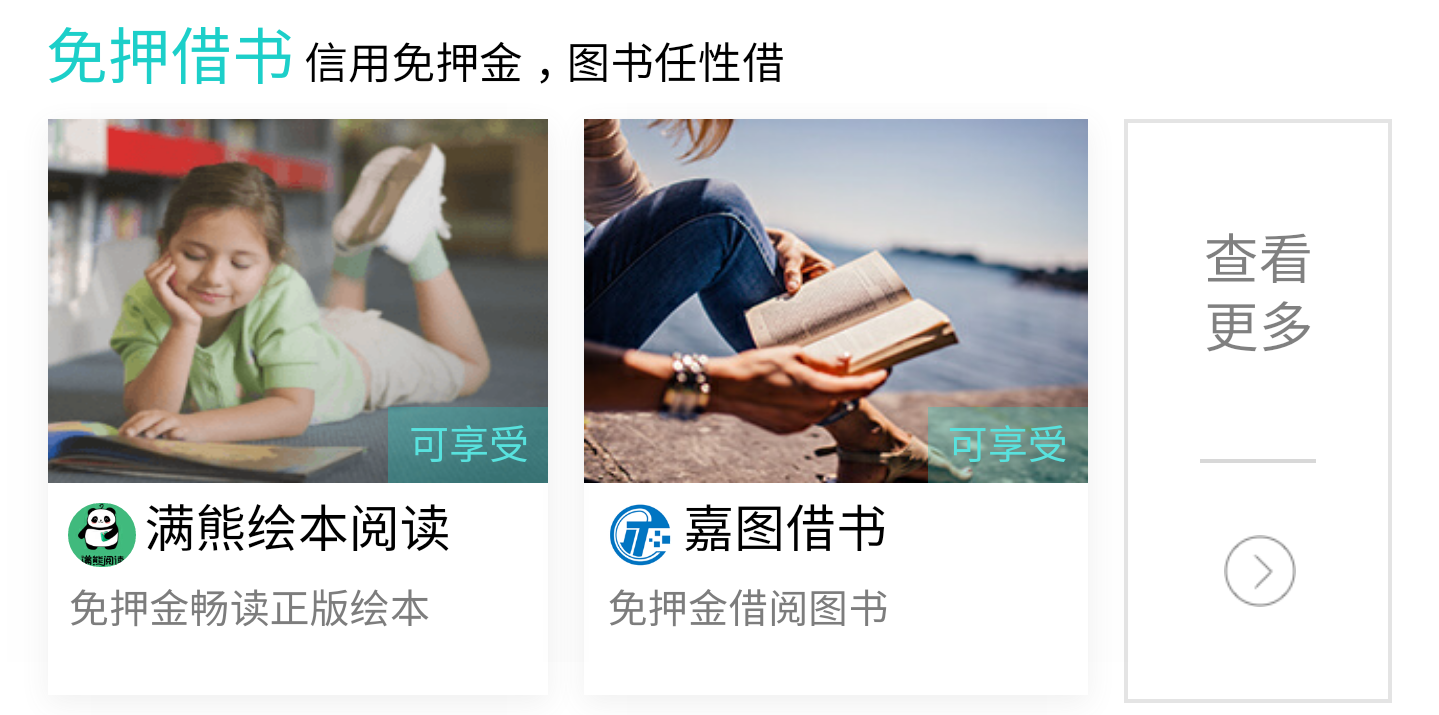 免押借书 信用免押金，图书任性借
可享受
可享受
满熊阅读
满熊绘本阅读
嘉图借书
免押金畅读正版绘本
免押金借阅图书
查看
更多